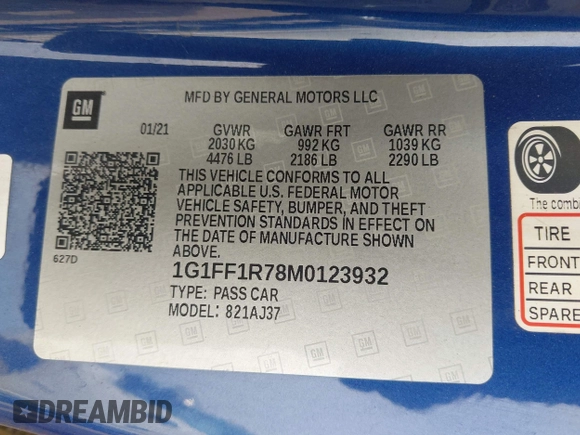 GM
MFD BY GENERAL MOTORS LLC
01/21 GVWR GAWR FRT GAWR RR
2030 KG 992 KG 1039 KG
4476 LB 2186 LB 2290 LB
THIS VEHICLE CONFORMS TO ALL
APPLICABLE U.S. FEDERAL MOTOR
VEHICLE SAFETY, BUMPER, AND THEFT
PREVENTION STANDARDS IN EFFECT ON
THE DATE OF MANUFACTURE SHOWN
ABOVE.
627D
1G1FF1R78M0123932
TYPE: PASS CAR
MODEL: 821AJ37
The combi
TIRE
FRONT
REAR
SPARE
DREAMBID